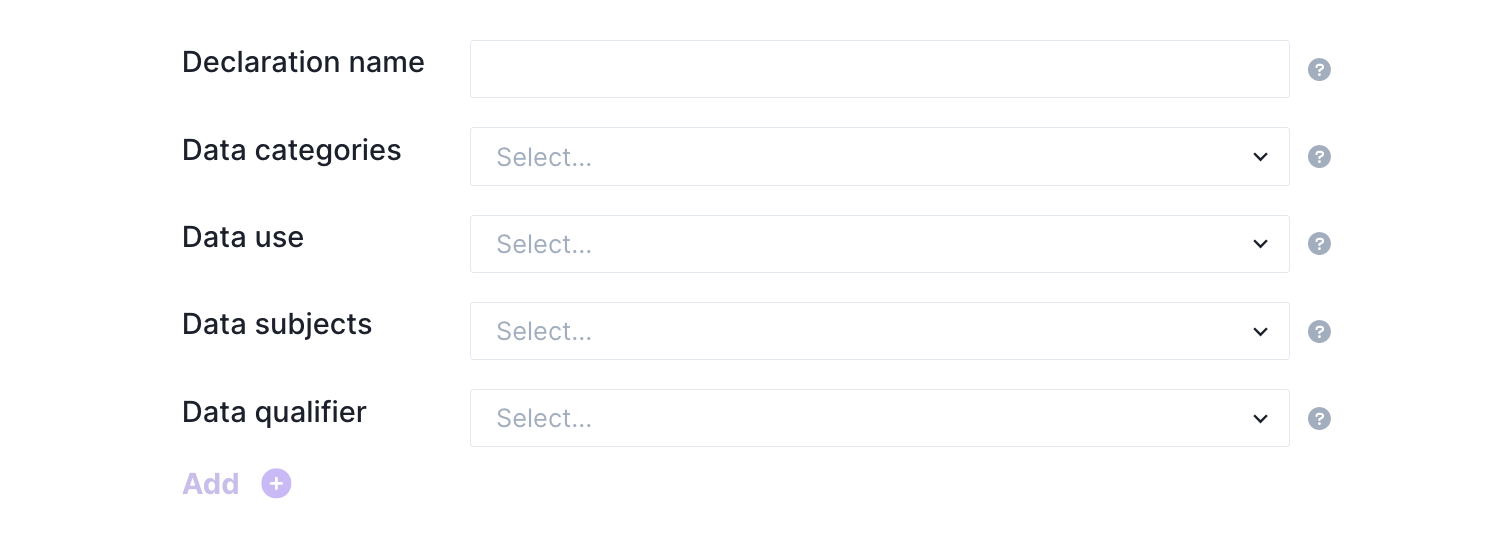 Declaration name
Data categories Select...
Data use Select...
Data subjects Select...
Data qualifier Select...
Add